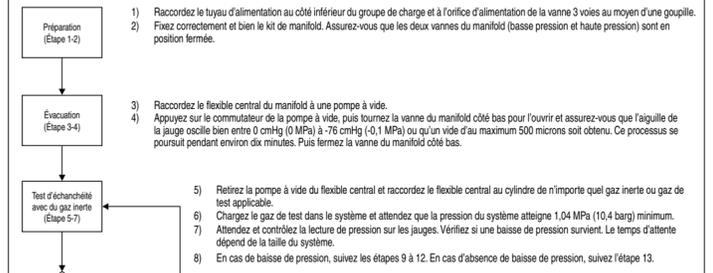 Préparation
(Étape 1-2)
1) Raccordez le tuyau d'alimentation au côté inférieur du groupe de charge et à l'orifice d'alimentation de la vanne 3 voies au moyen d'une goupille.
2) Fixez correctement et bien le kit de manifold. Assurez-vous que les deux vannes du manifold (basse pression et haute pression) sont en
position fermée.
Évacuation
(Étape 3-4)
3) Raccordez le flexible central du manifold à une pompe à vide.
4) Appuyez sur le commutateur de la pompe à vide, puis tournez la vanne du manifold côté bas pour l'ouvrir et assurez-vous que l'aiguille de
la jauge oscille bien entre 0 cmHg (0 MPa) à -76 cmHg (-0,1 MPa) ou qu'un vide d'au maximum 500 microns soit obtenu. Ce processus se
poursuit pendant environ dix minutes. Puis fermez la vanne du manifold côté bas.
Test d'échanchéité
avec du gaz inerte
(Étape 5-7)
5) Retirez la pompe à vide du flexible central et raccordez le flexible central au cylindre de n'importe quel gaz inerte ou gaz de
test applicable.
6) Chargez le gaz de test dans le système et attendez que la pression du système atteigne 1,04 MPa (10,4 barg) minimum.
7) Attendez et contrôlez la lecture de pression sur les jauges. Vérifiez si une baisse de pression survient. Le temps d'attente
dépend de la taille du système.
8) En cas de baisse de pression, suivez les étapes 9 à 12. En cas d'absence de baisse de pression, suivez l'étape 13.